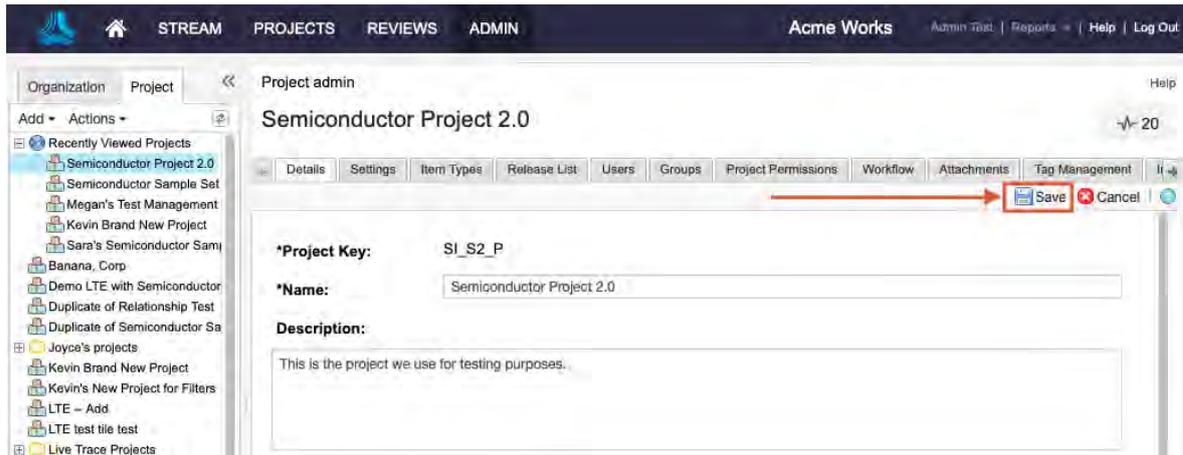 STREAM PROJECTS REVIEWS ADMIN Acme Works Admin Test | Reports | Help | Log Out
Organization Project Project admin Help
Add Actions Semiconductor Project 2.0 20
Recently Viewed Projects
Semiconductor Project 2.0 Details Settings Item Types Release List Users Groups Project Permissions Workflow Attachments Tag Management
Semiconductor Sample Set Save Cancel
Megan's Test Management
Kevin Brand New Project
Sara's Semiconductor Sam *Project Key: SI_S2_P
Banana, Corp
Demo LTE with Semiconductor *Name: Semiconductor Project 2.0
Duplicate of Relationship Test
Duplicate of Semiconductor Sa Description:
Joyce's projects
Kevin Brand New Project This is the project we use for testing purposes.
Kevin's New Project for Filters
LTE – Add
LTE test tile test
Live Trace Projects